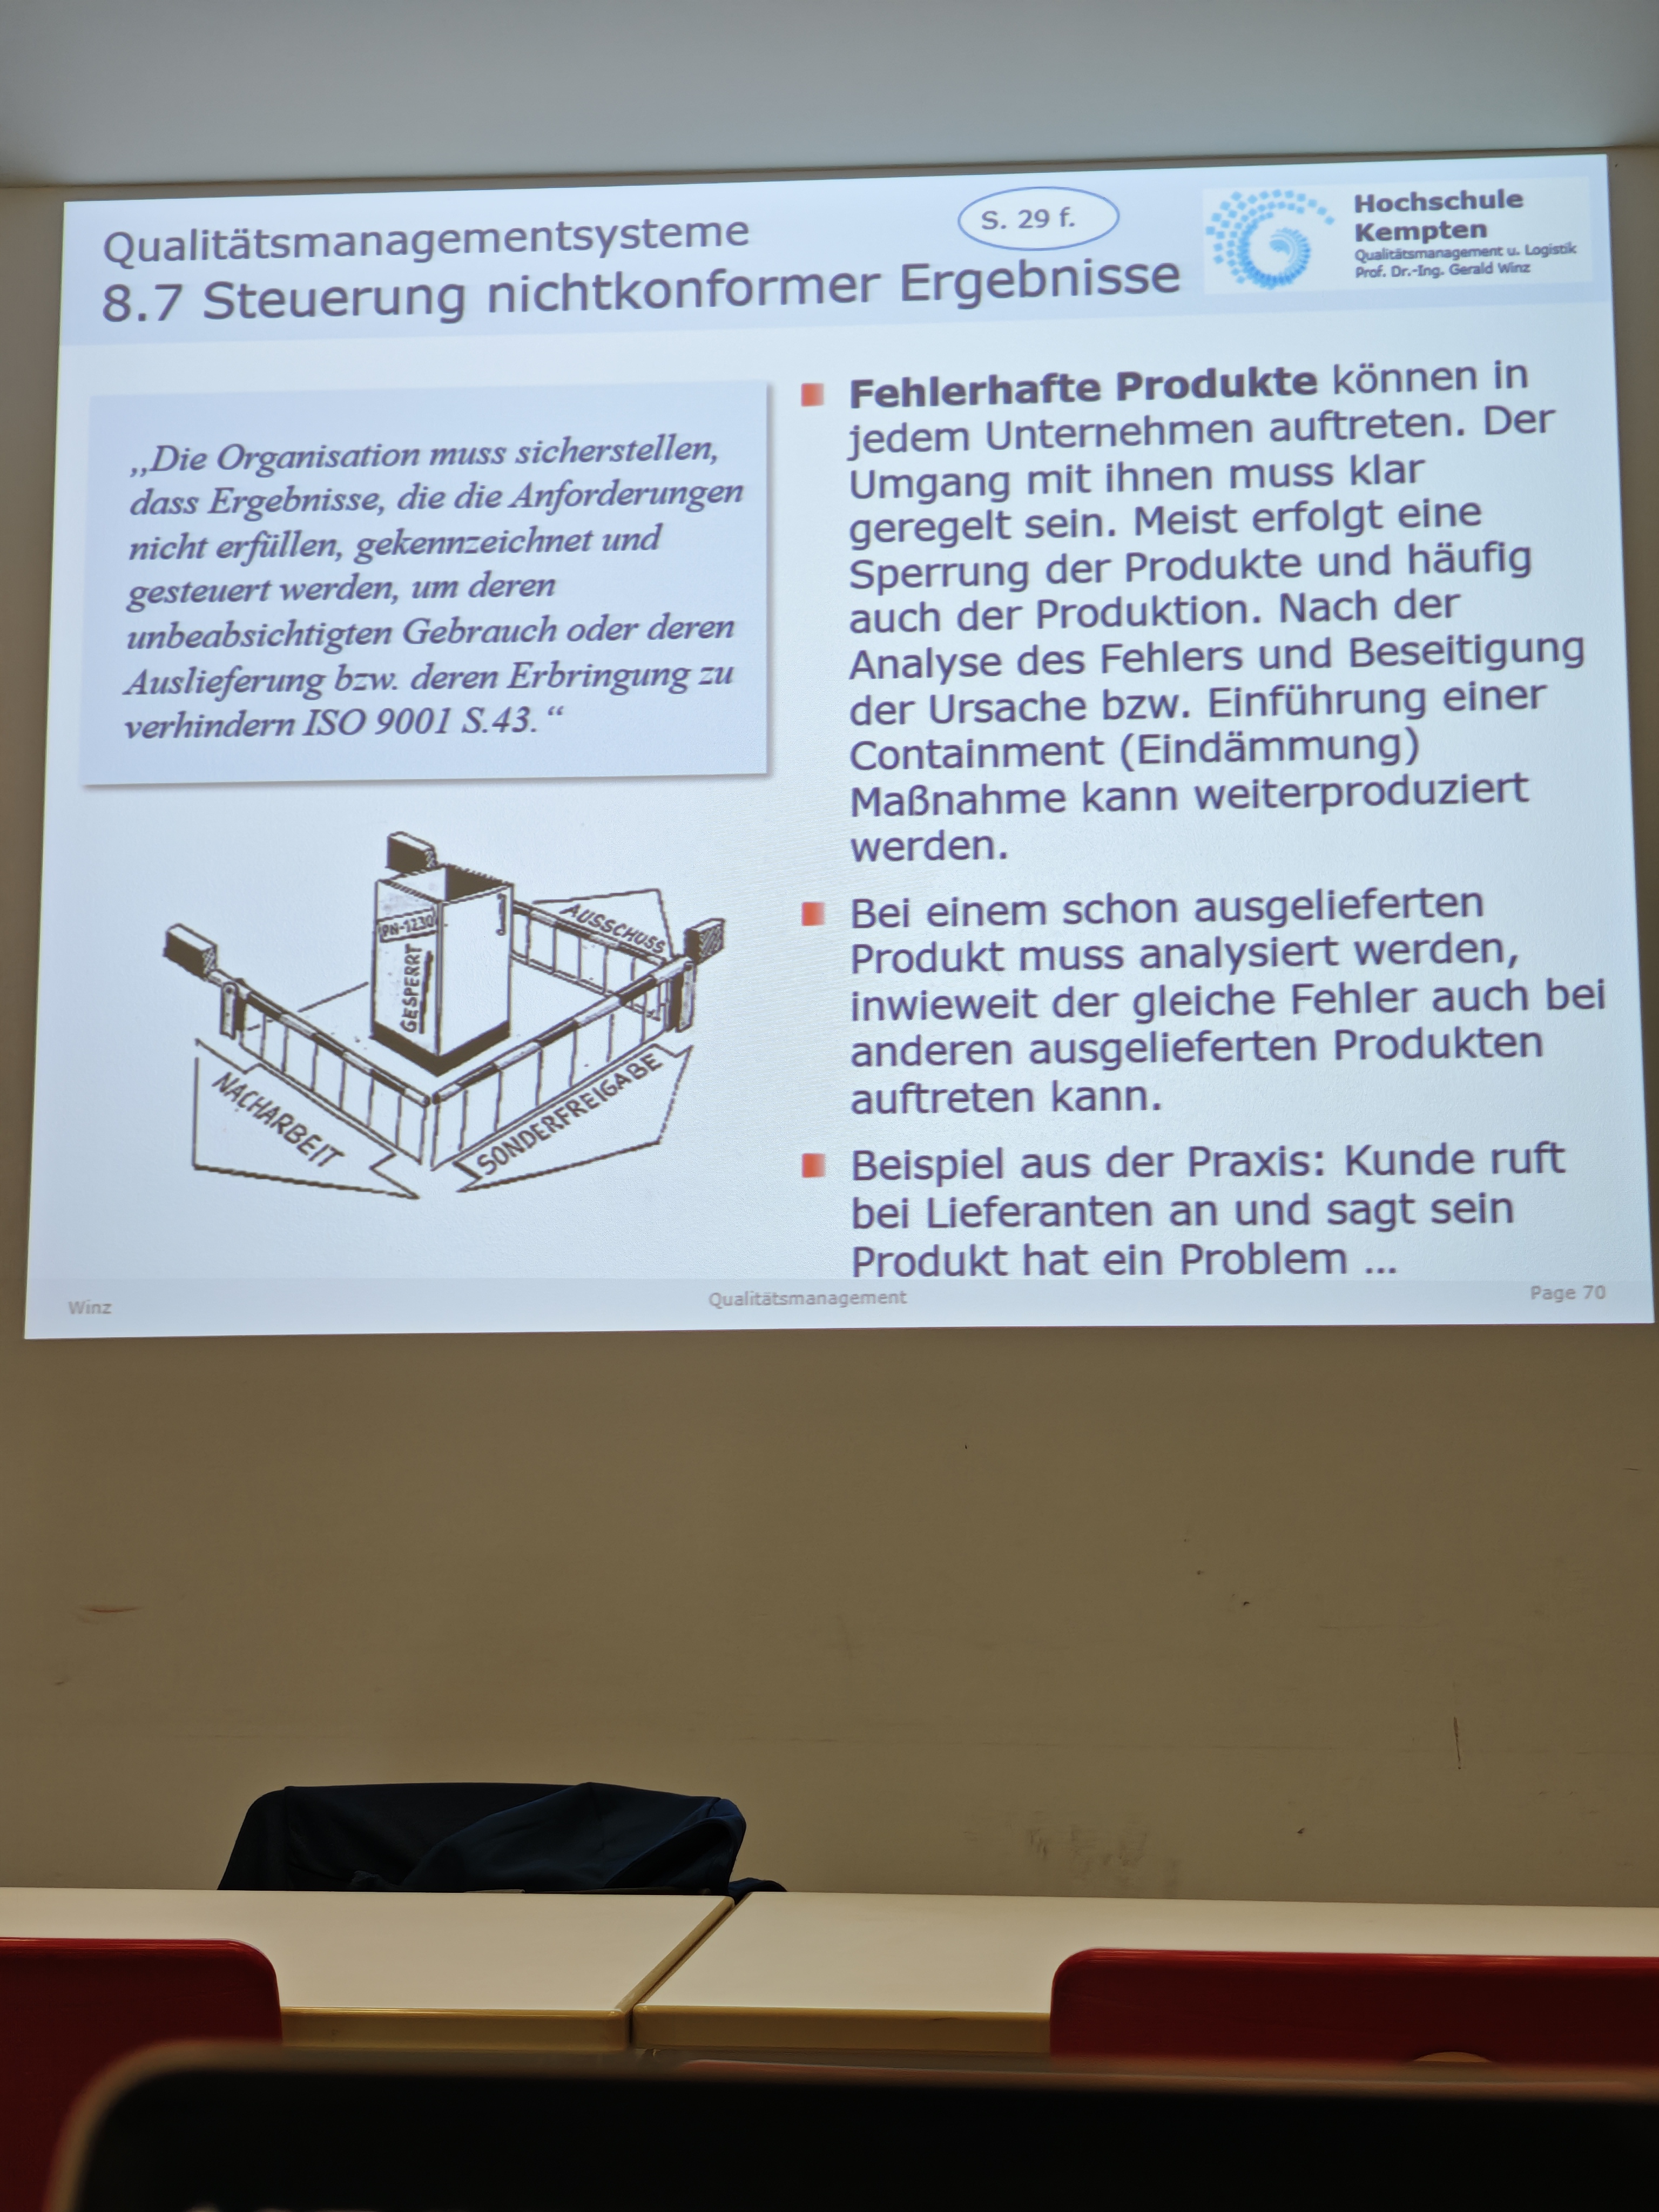 Qualitätsmanagementsysteme
8.7 Steuerung nichtkonformer Ergebnisse
S. 29 f.
Hochschule
Kempten
Qualitätsmanagement u. Logistik
Prof. Dr.-Ing. Gerald Winz
„Die Organisation muss sicherstellen,
dass Ergebnisse, die die Anforderungen
nicht erfüllen, gekennzeichnet und
gesteuert werden, um deren
unbeabsichtigten Gebrauch oder deren
Auslieferung bzw. deren Erbringung zu
verhindern ISO 9001 S.43.“
PN-1230
GESPERRT
AUSSCHUSS
NACHARBEIT
SONDERFREIGABE
Fehlerhafte Produkte können in
jedem Unternehmen auftreten. Der
Umgang mit ihnen muss klar
geregelt sein. Meist erfolgt eine
Sperrung der Produkte und häufig
auch der Produktion. Nach der
Analyse des Fehlers und Beseitigung
der Ursache bzw. Einführung einer
Containment (Eindämmung)
Maßnahme kann weiterproduziert
werden.
Bei einem schon ausgelieferten
Produkt muss analysiert werden,
inwieweit der gleiche Fehler auch bei
anderen ausgelieferten Produkten
auftreten kann.
Beispiel aus der Praxis: Kunde ruft
bei Lieferanten an und sagt sein
Produkt hat ein Problem ...
Winz
Qualitätsmanagement
Page 70